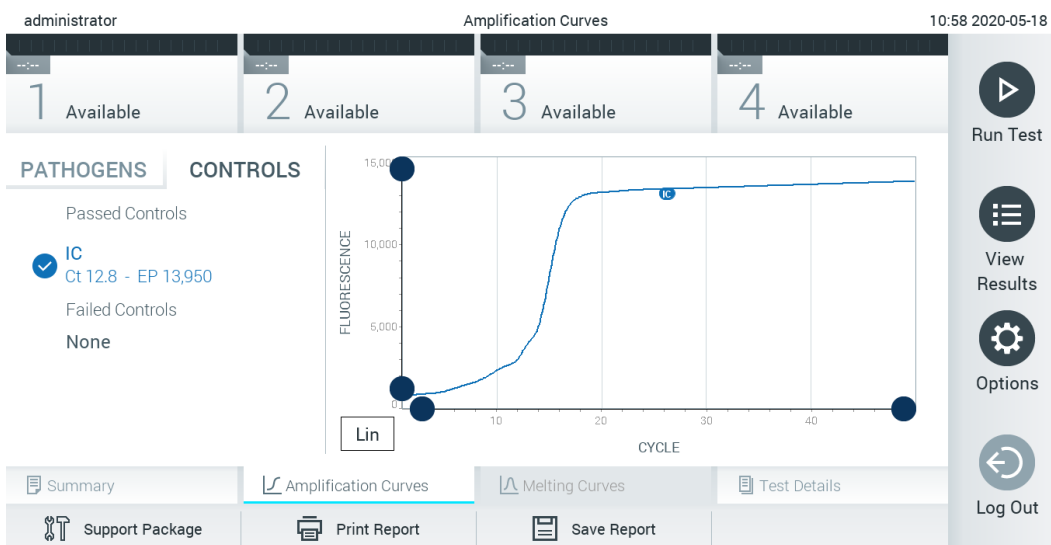 administrator
Amplification Curves
10:58 2020-05-18
--:--
1 Available
--:--
2 Available
--:--
3 Available
--:--
4 Available
Run Test
View
Results
Options
Log Out
PATHOGENS
CONTROLS
Passed Controls
IC
Ct 12.8 - EP 13,950
Failed Controls
None
FLUORESCENCE
10,000
5,000
0
IC
10
20
30
40
CYCLE
Lin
Summary
Amplification Curves
Melting Curves
Test Details
Support Package
Print Report
Save Report